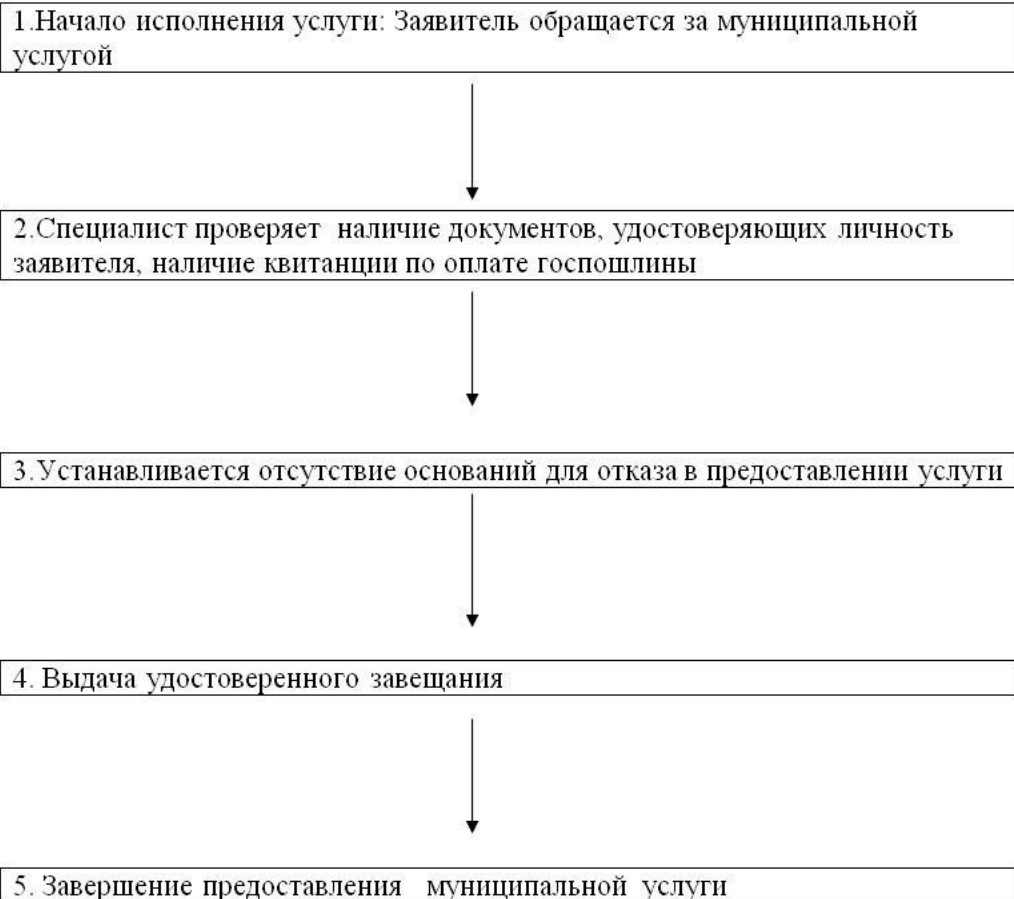 1.Начало исполнения услуги: Заявитель обращается за муниципальной
услугой
2.Специалист проверяет наличие документов, удостоверяющих личность
заявителя, наличие квитанции по оплате госпошлины
3.Устанавливается отсутствие оснований для отказа в предоставлении услуги
4. Выдача удостоверенного завещания
5. Завершение предоставления муниципальной услуги